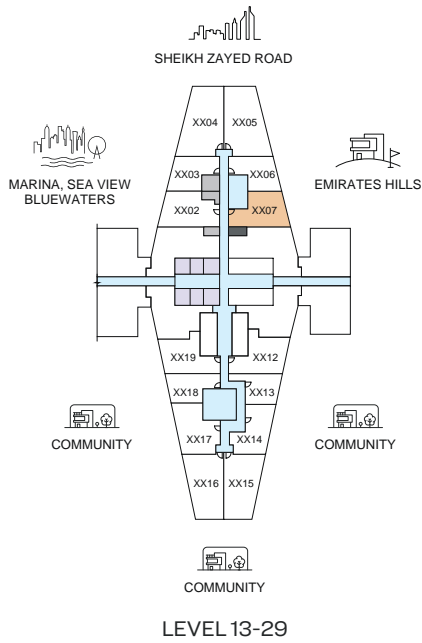 SHEIKH ZAYED ROAD
XX04
XX05
MARINA, SEA VIEW
BLUEWATERS
XX03
XX06
EMIRATES HILLS
XX02
XX07
XX19
XX12
XX18
XX13
COMMUNITY
XX17
XX14
COMMUNITY
XX16
XX15
COMMUNITY
LEVEL 13-29